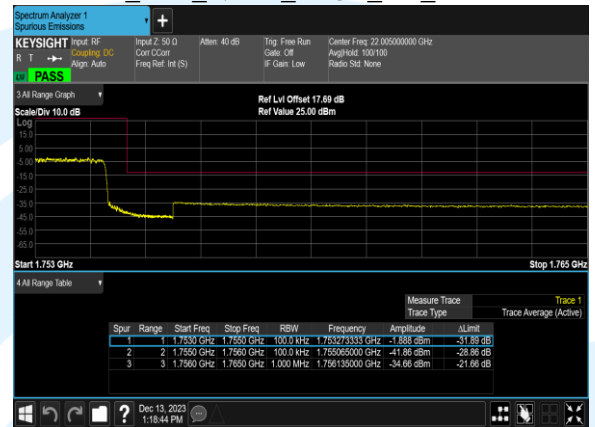 Spectrum Analyzer 1
Spurious Emissions
KEYSIGHT Input: RF Input Z: 50 Ω Atten: 40 dB Trig: Free Run Center Freq: 22.005000000 GHz
R T Coupling: DC Corr CCorr Gate: Off Avg|Hold: 100/100
Align: Auto Freq Ref: Int (S) IF Gain: Low Radio Std: None
LV PASS
3 All Range Graph
Ref Lvl Offset 17.69 dB
Scale/Div 10.0 dB Ref Value 25.00 dBm
Log
15.0
5.00
-5.00
-15.0
-25.0
-35.0
-45.0
-55.0
-65.0
Start 1.753 GHz Stop 1.765 GHz
4 All Range Table
Measure Trace Trace 1
Trace Type Trace Average (Active)
Spur Range Start Freq Stop Freq RBW Frequency Amplitude ΔLimit
1 1 1.7530 GHz 1.7550 GHz 100.0 kHz 1.753273333 GHz -1.888 dBm -31.89 dB
2 2 1.7550 GHz 1.7560 GHz 100.0 kHz 1.755065000 GHz -41.86 dBm -28.86 dB
3 3 1.7560 GHz 1.7650 GHz 1.000 MHz 1.756135000 GHz -34.66 dBm -21.66 dB
Dec 13, 2023
1:18:44 PM